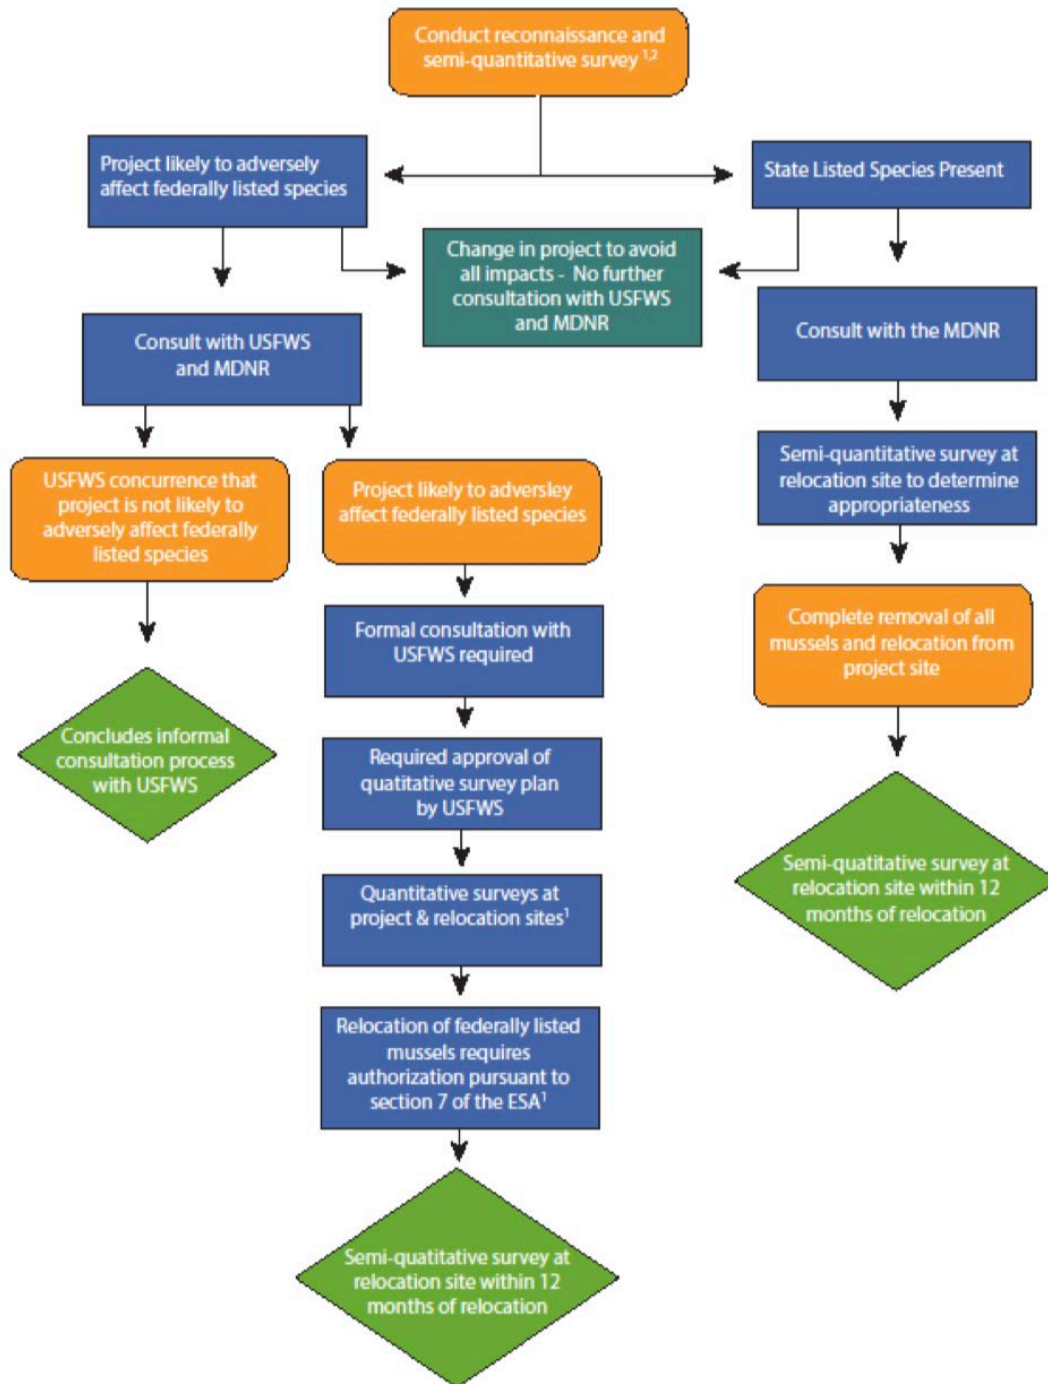 Conduct reconnaissance and
semi-quantitative survey 1,2
Project likely to adversely
affect federally listed species
State Listed Species Present
Change in project to avoid
all impacts - No further
consultation with USFWS
and MDNR
Consult with USFWS
and MDNR
Consult with the MDNR
USFWS concurrence that
project is not likely to
adversely affect federally
listed species
Project likely to adversley
affect federally listed species
Semi-quantitative survey at
relocation site to determine
appropriateness
Formal consultation with
USFWS required
Complete removal of all
mussels and relocation from
project site
Concludes informal
consultation process
with USFWS
Required approval of
quatitative survey plan
by USFWS
Quantitative surveys at
project & relocation sites1
Semi-quatitative survey at
relocation site within 12
months of relocation
Relocation of federally listed
mussels requires
authorization pursuant to
section 7 of the ESA1
Semi-quatitative survey at
relocation site within 12
months of relocation